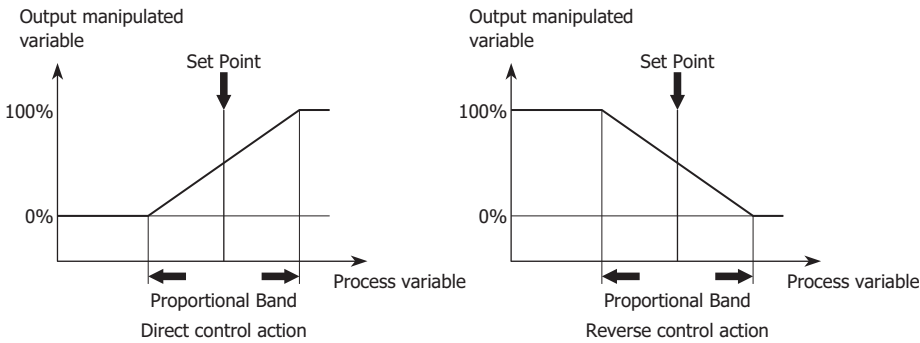 Output manipulated
variable
Set Point
100%
0%
Process variable
Proportional Band
Direct control action
Output manipulated
variable
Set Point
100%
0%
Process variable
Proportional Band
Reverse control action